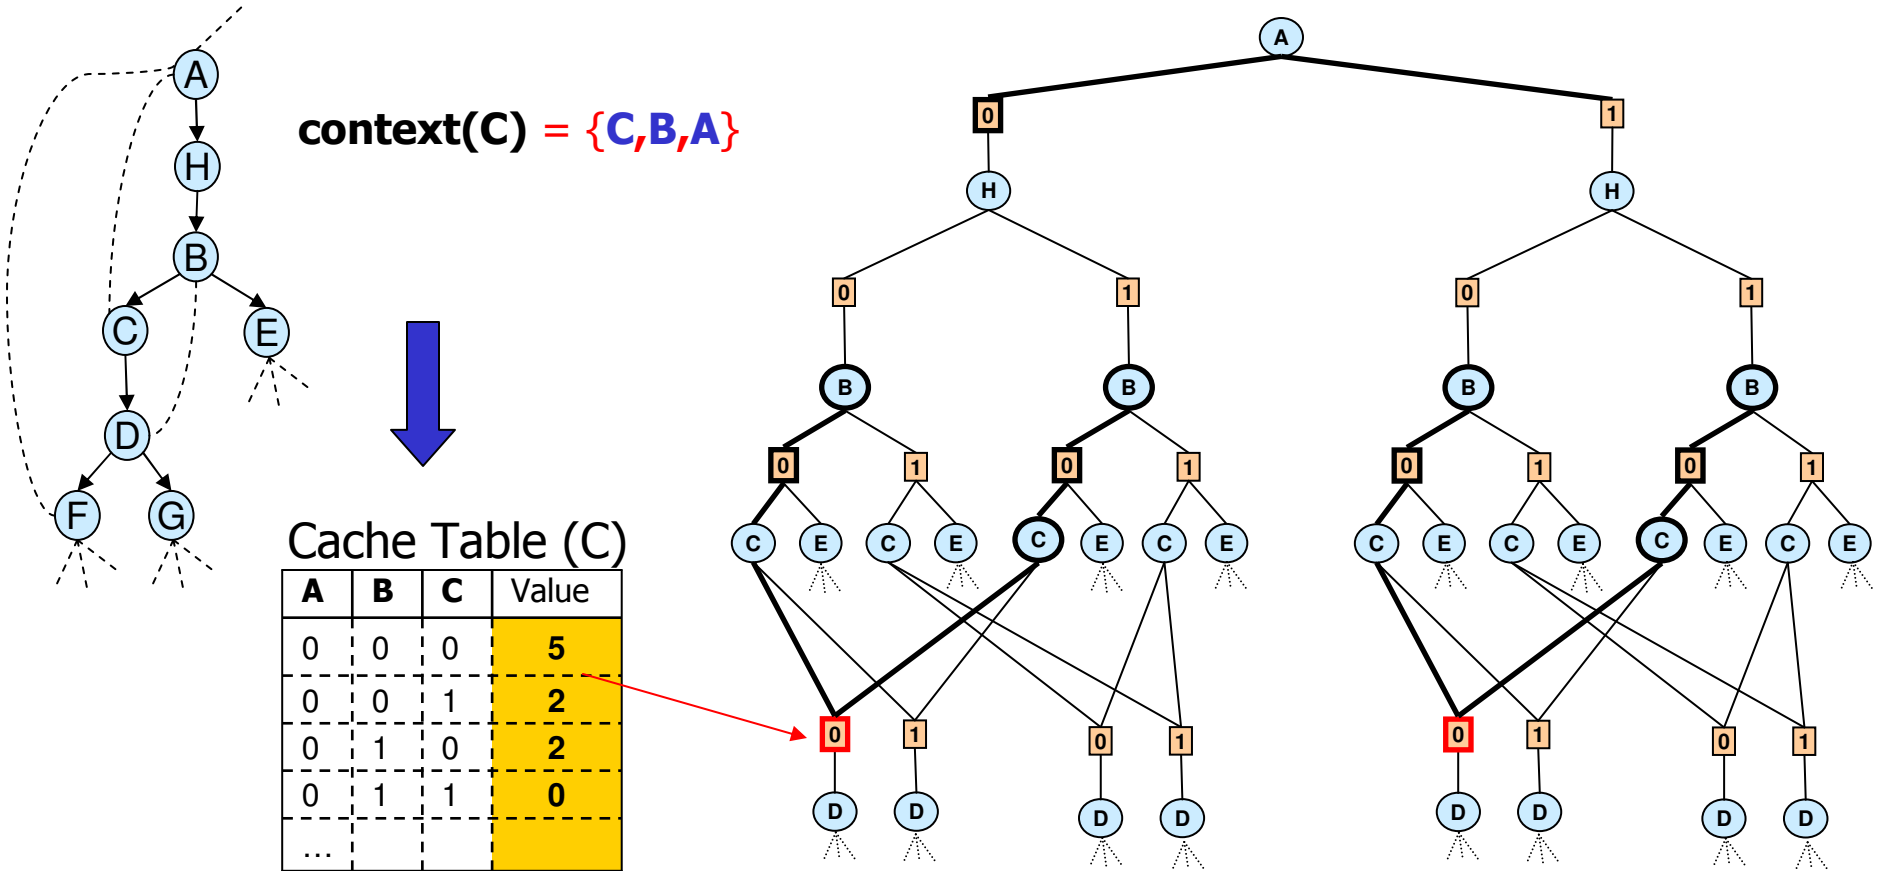 A
H
B
C
E
D
F
G
context(C) = {C,B,A}
Cache Table (C)
A B C Value
0 0 0 5
0 0 1 2
0 1 0 2
0 1 1 0
...
A
0 1
H H
0 1 0 1
B B B B
0 1 0 1 0 1 0 1
C E C E C E C E C E C E C E C E
0 1 0 1 0 1 0 1
D D D D D D D D